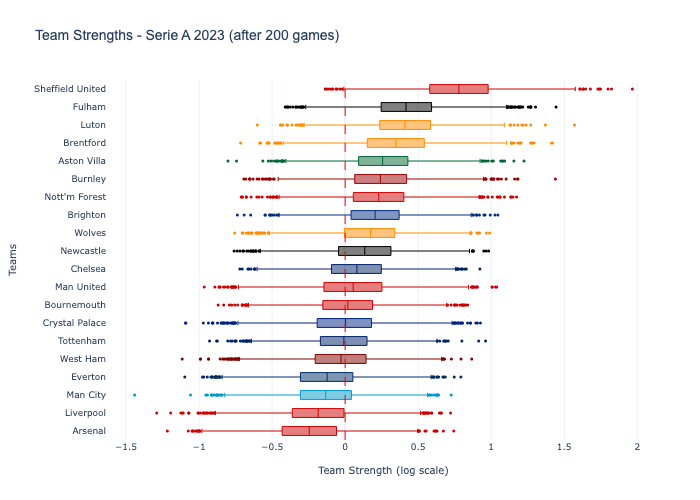 Team Strengths - Serie A 2023 (after 200 games)
Sheffield United
Fulham
Luton
Brentford
Aston Villa
Burnley
Nott'm Forest
Brighton
Wolves
Newcastle
Chelsea
Man United
Bournemouth
Crystal Palace
Tottenham
West Ham
Everton
Man City
Liverpool
Arsenal
Teams
−1.5 −1 −0.5 0 0.5 1 1.5 2
Team Strength (log scale)